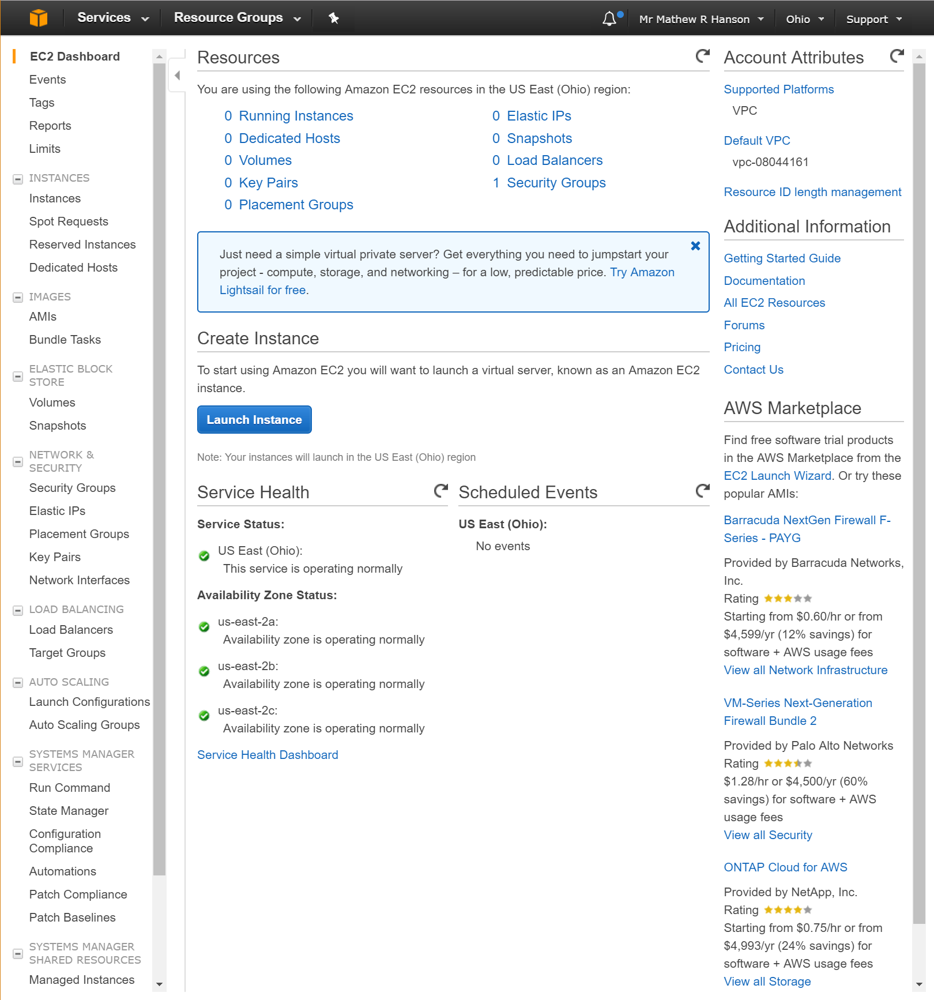 Services
Resource Groups
Mr Mathew R Hanson
Ohio
Support
EC2 Dashboard
Events
Tags
Reports
Limits
INSTANCES
Instances
Spot Requests
Reserved Instances
Dedicated Hosts
IMAGES
AMIs
Bundle Tasks
ELASTIC BLOCK
STORE
Volumes
Snapshots
NETWORK &
SECURITY
Security Groups
Elastic IPs
Placement Groups
Key Pairs
Network Interfaces
LOAD BALANCING
Load Balancers
Target Groups
AUTO SCALING
Launch Configurations
Auto Scaling Groups
SYSTEMS MANAGER
SERVICES
Run Command
State Manager
Configuration
Compliance
Automations
Patch Compliance
Patch Baselines
SYSTEMS MANAGER
SHARED RESOURCES
Managed Instances
Resources
You are using the following Amazon EC2 resources in the US East (Ohio) region:
0 Running Instances
0 Elastic IPs
0 Dedicated Hosts
0 Snapshots
0 Volumes
0 Load Balancers
0 Key Pairs
1 Security Groups
0 Placement Groups
Just need a simple virtual private server? Get everything you need to jumpstart your
project - compute, storage, and networking – for a low, predictable price. Try Amazon
Lightsail for free.
Create Instance
To start using Amazon EC2 you will want to launch a virtual server, known as an Amazon EC2
instance.
Launch Instance
Note: Your instances will launch in the US East (Ohio) region
Service Health
Service Status:
US East (Ohio):
This service is operating normally
Availability Zone Status:
us-east-2a:
Availability zone is operating normally
us-east-2b:
Availability zone is operating normally
us-east-2c:
Availability zone is operating normally
Service Health Dashboard
Scheduled Events
US East (Ohio):
No events
Account Attributes
Supported Platforms
VPC
Default VPC
vpc-08044161
Resource ID length management
Additional Information
Getting Started Guide
Documentation
All EC2 Resources
Forums
Pricing
Contact Us
AWS Marketplace
Find free software trial products
in the AWS Marketplace from the
EC2 Launch Wizard. Or try these
popular AMIs:
Barracuda NextGen Firewall F-
Series - PAYG
Provided by Barracuda Networks,
Inc.
Rating
Starting from $0.60/hr or from
$4,599/yr (12% savings) for
software + AWS usage fees
View all Network Infrastructure
VM-Series Next-Generation
Firewall Bundle 2
Provided by Palo Alto Networks
Rating
$1.28/hr or $4,500/yr (60%
savings) for software + AWS
usage fees
View all Security
ONTAP Cloud for AWS
Provided by NetApp, Inc.
Rating
Starting from $0.75/hr or from
$4,993/yr (24% savings) for
software + AWS usage fees
View all Storage